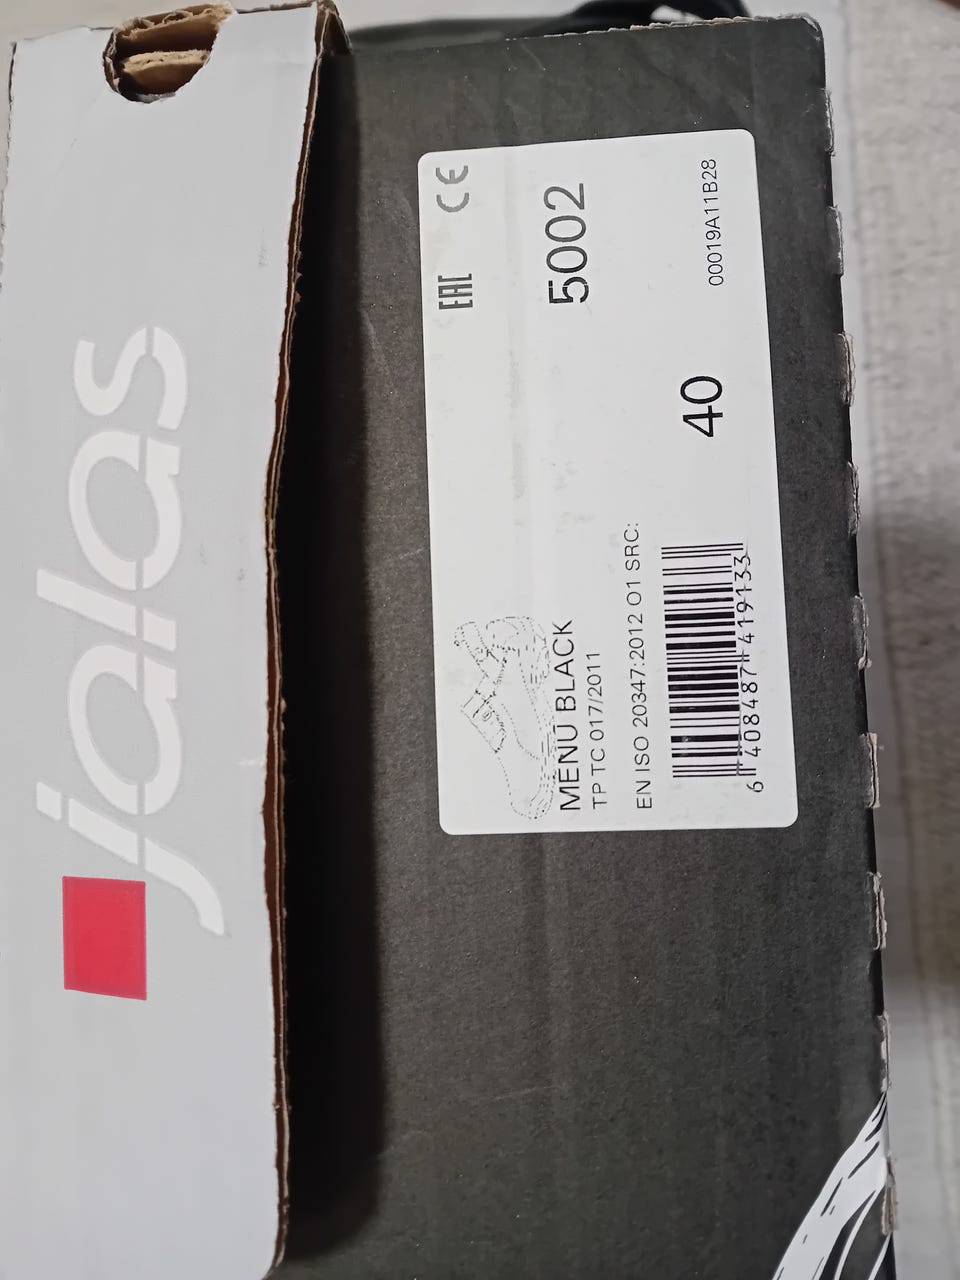 jalas
EAC CE
MENU BLACK 5002
TP TC 017/2011
EN ISO 20347:2012 O1 SRC:
40
6 408487 419133
00019A11B28